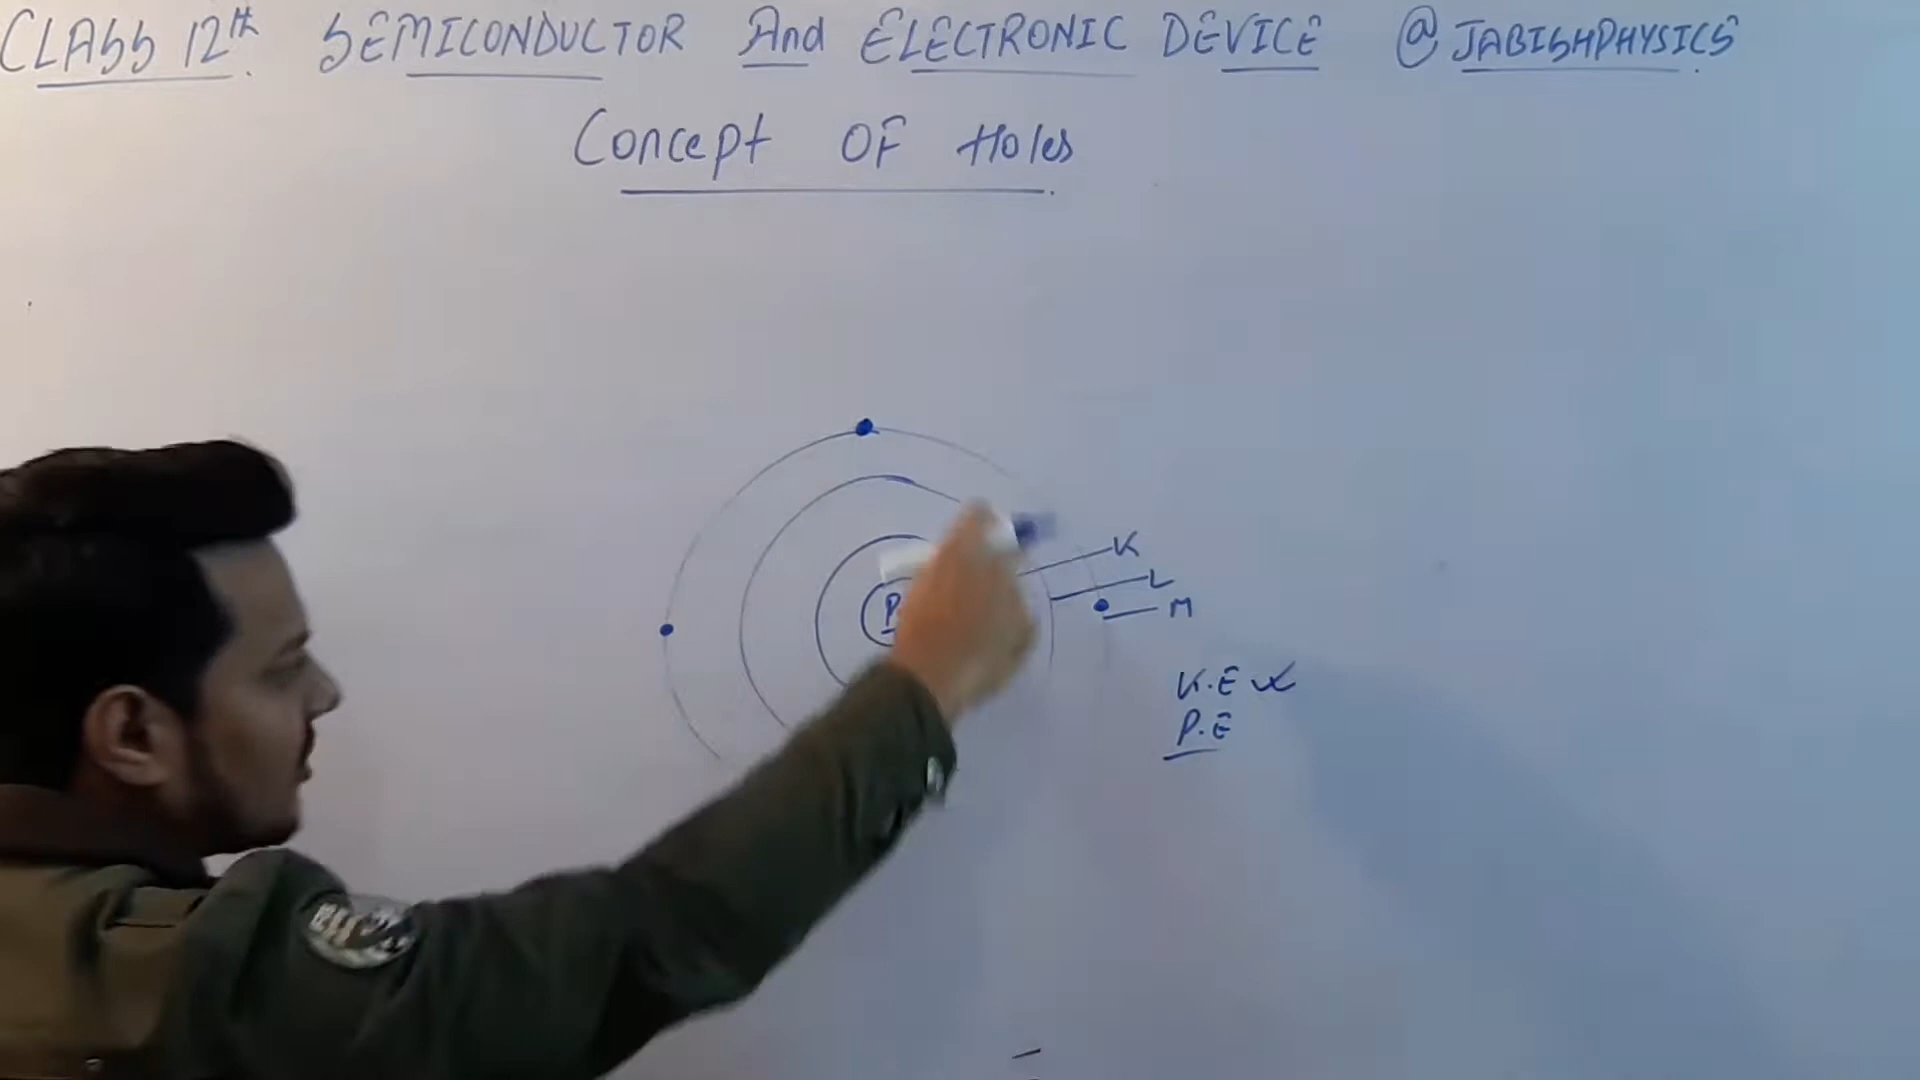 CLASS 12th SEMICONDUCTOR And ELECTRONIC DEVICE @JABISHPHYSICS
Concept OF Holes
K
L
P
M
K.E
P.E